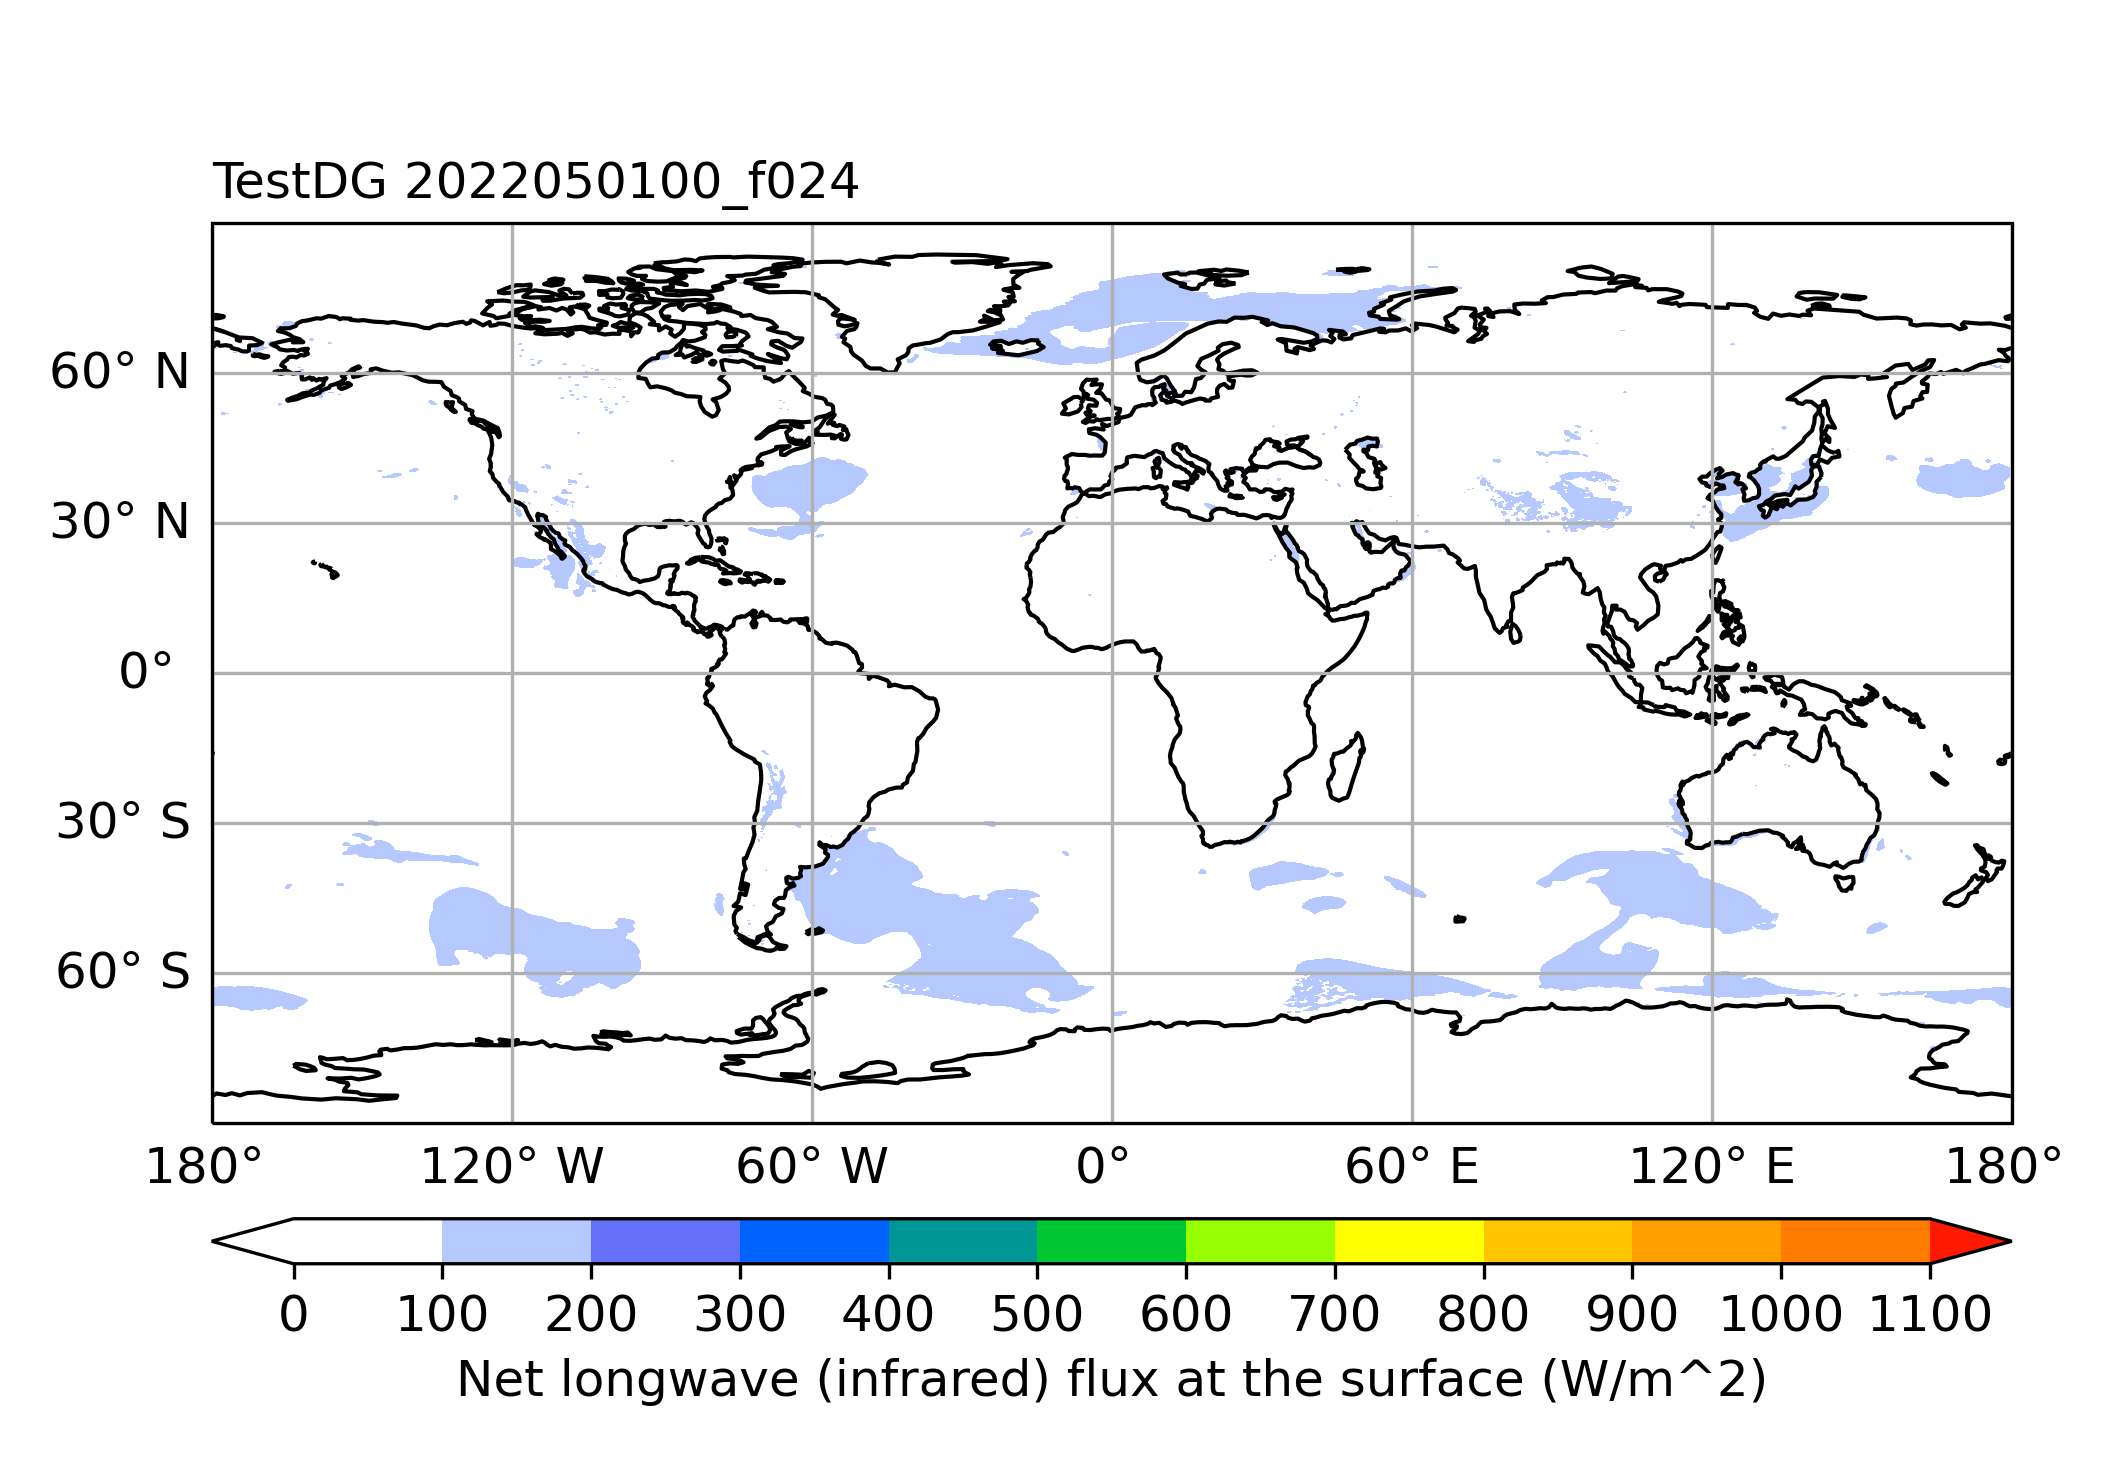 TestDG 2022050100_f024
60° N
30° N
0°
30° S
60° S
180° 120° W 60° W 0° 60° E 120° E 180°
0 100 200 300 400 500 600 700 800 900 1000 1100
Net longwave (infrared) flux at the surface (W/m^2)